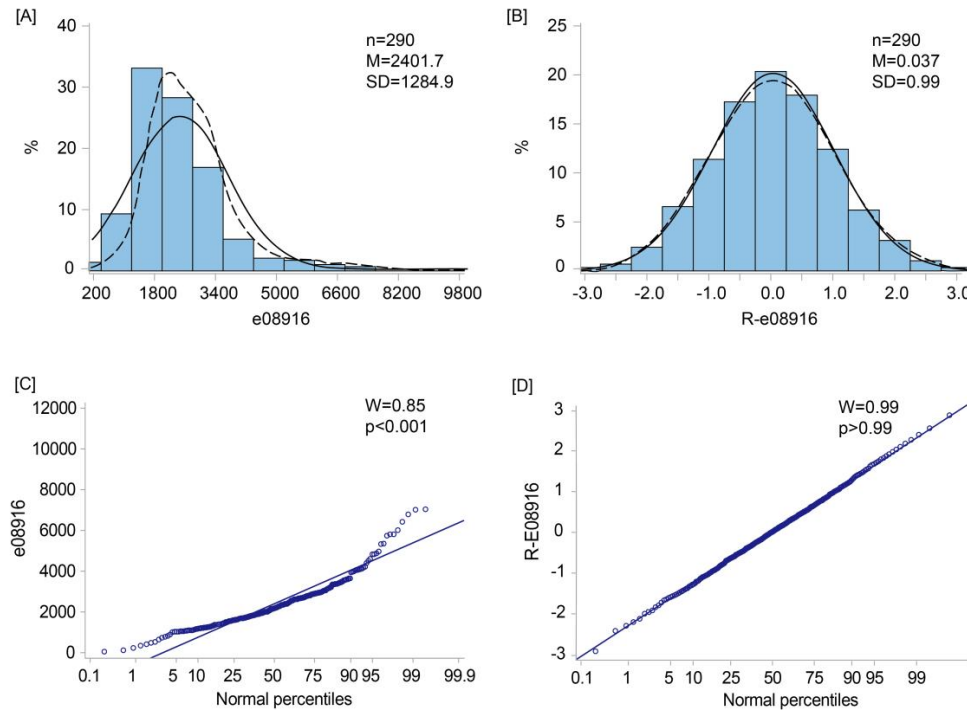 [A]
40
30
20
10
0
%
n=290
M=2401.7
SD=1284.9
200 1800 3400 5000 6600 8200 9800
e08916
[B]
25
20
15
10
5
0
%
n=290
M=0.037
SD=0.99
-3.0 -2.0 -1.0 0.0 1.0 2.0 3.0
R-e08916
[C]
12000
10000
8000
6000
4000
2000
0
e08916
W=0.85
p<0.001
0.1 1 5 10 25 50 75 90 95 99 99.9
Normal percentiles
[D]
3
2
1
0
-1
-2
-3
R-E08916
W=0.99
p>0.99
0.1 1 5 10 25 50 75 90 95 99
Normal percentiles